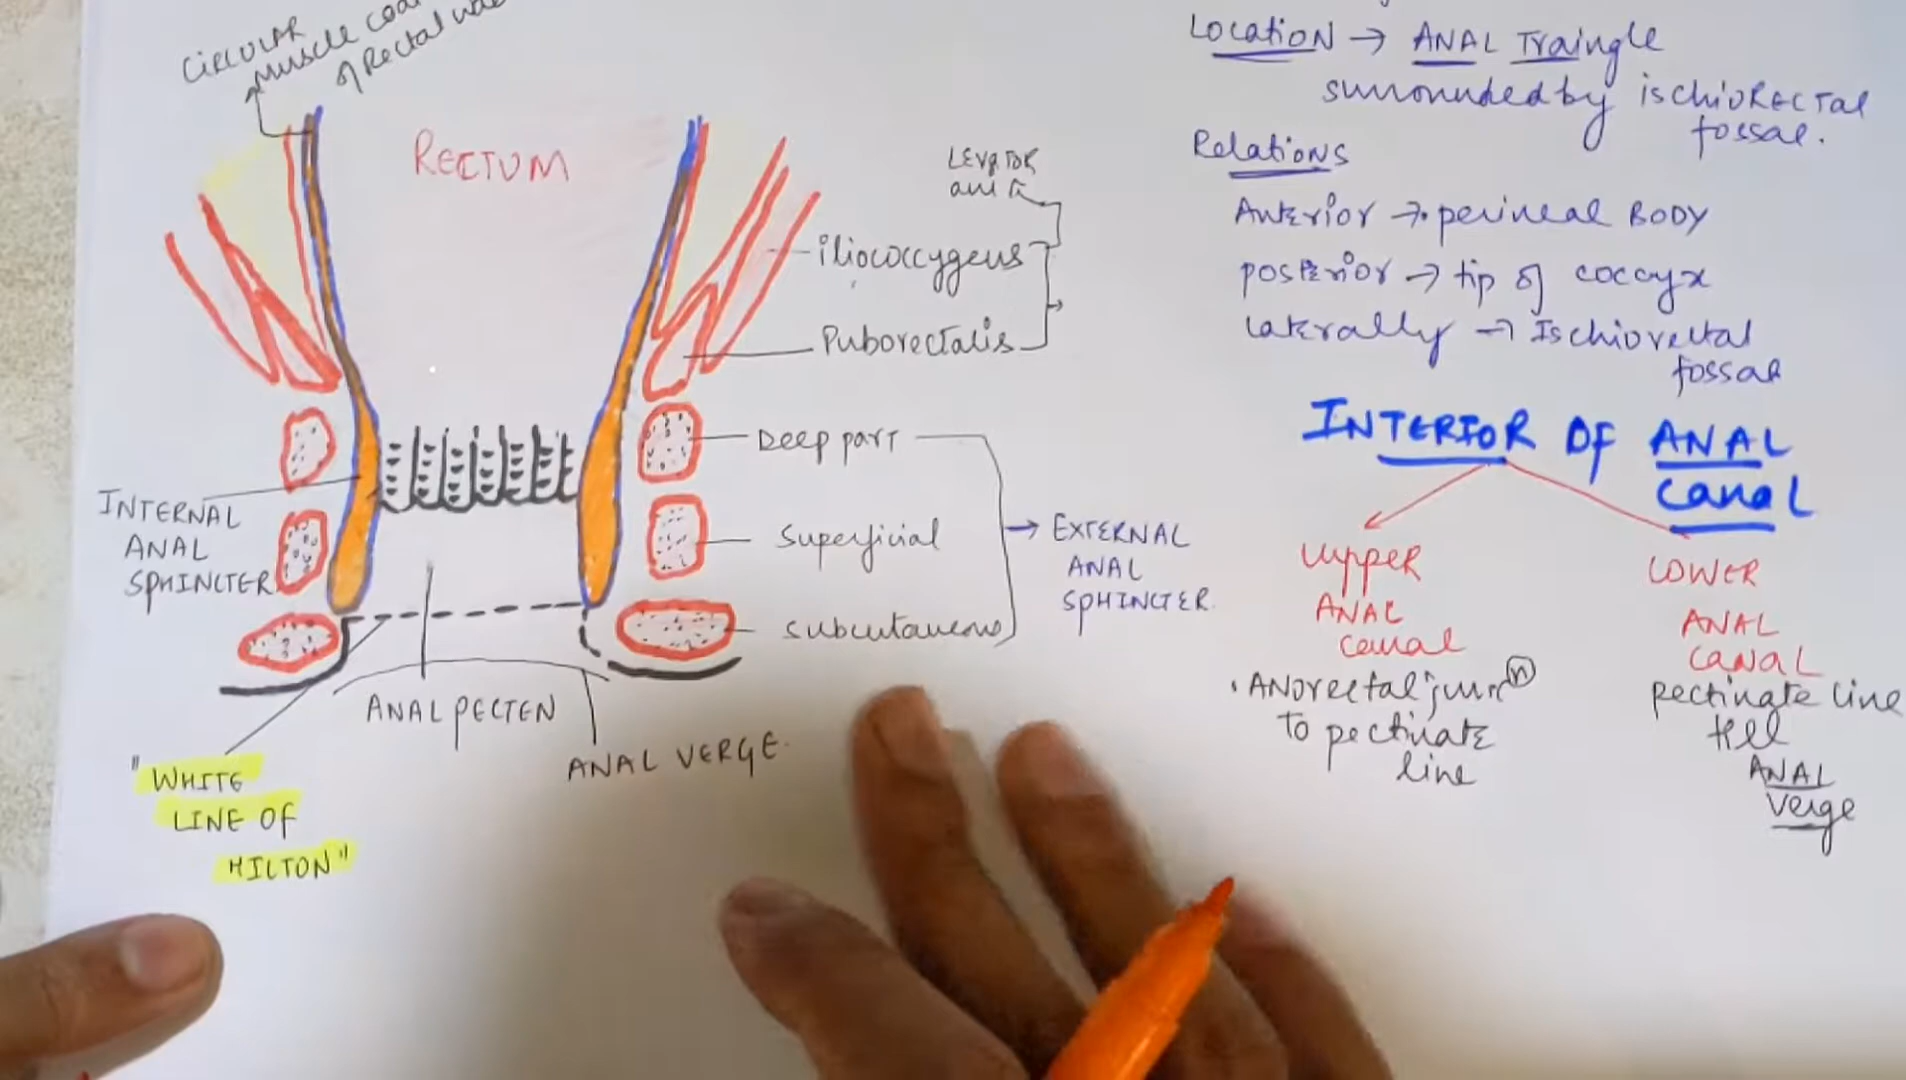 CIRCULAR
Muscle coa
of Rectal wa
RECTUM
LEVATOR
ani
iliococcygeus
Puborectalis
Deep part
Superficial
subcutaneous
EXTERNAL
ANAL
SPHINCTER
INTERNAL
ANAL
SPHINCTER
ANAL PECTEN
ANAL VERGE
"WHITE
LINE OF
HILTON"
Location → ANAL Traingle
surrounded by ischioRECTal
fossae.
Relations
Anterior → perineal BODY
posterior → tip of coccyx
laterally → Ischiorectal
fossae
INTERIOR OF ANAL
canal
Upper
ANAL
canal
Anorectal junc(n)
To pectinate
line
LOWER
ANAL
CANAL
Pectinate line
till
ANAL
Verge